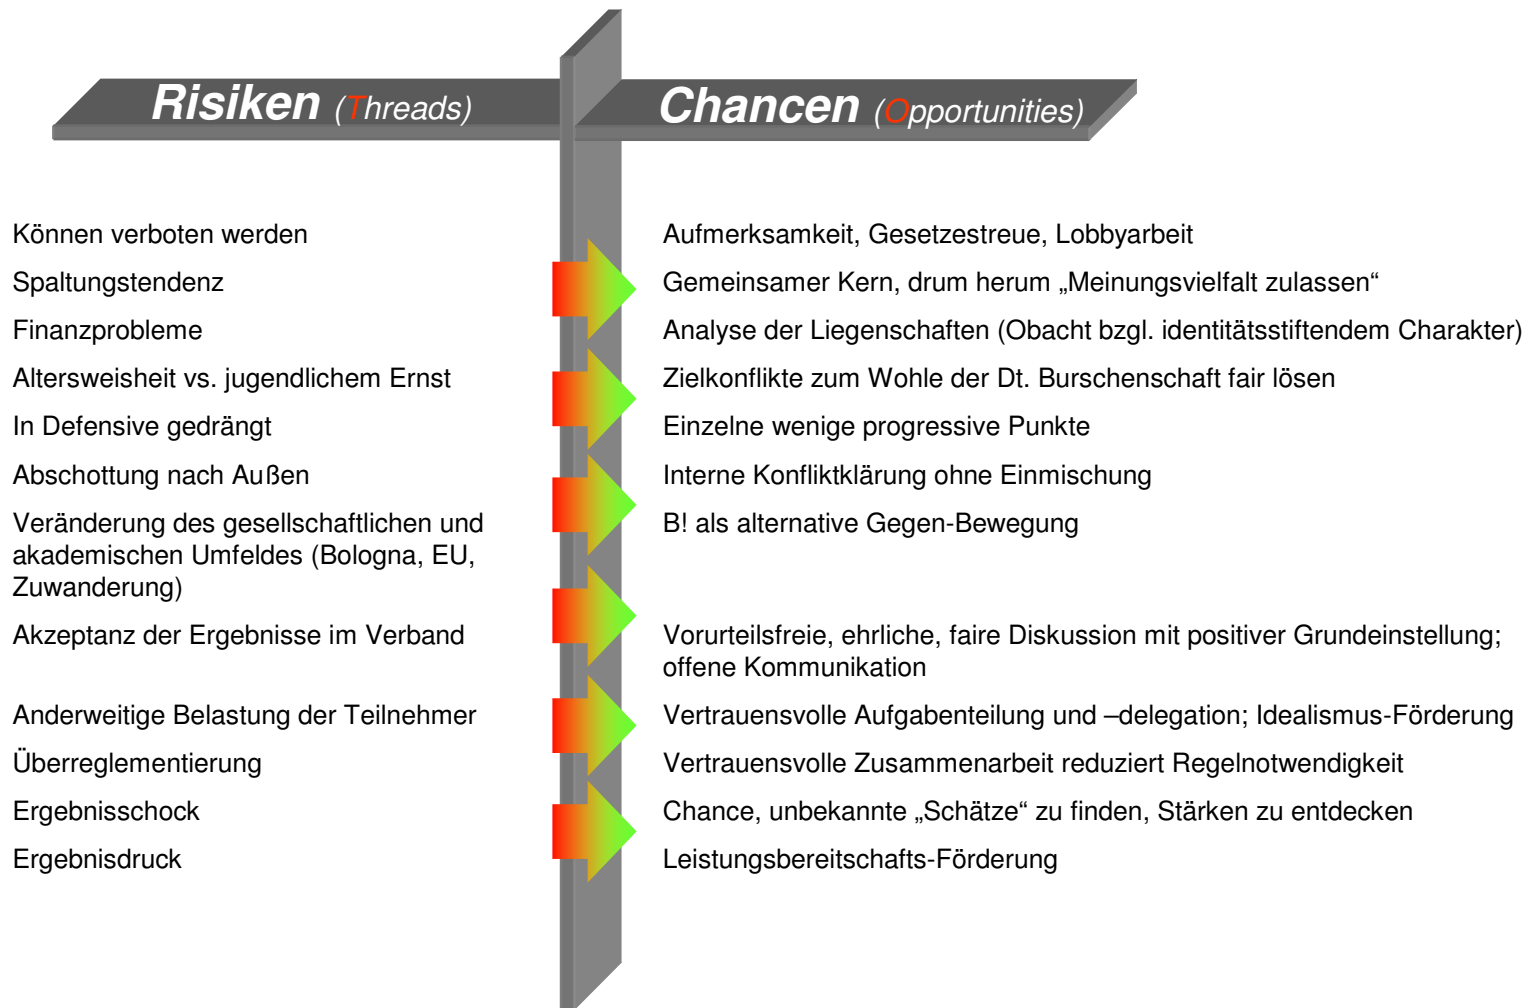 Risiken (Threads)
Chancen (Opportunities)
Können verboten werden
Aufmerksamkeit, Gesetzestreue, Lobbyarbeit
Spaltungstendenz
Gemeinsamer Kern, drum herum „Meinungsvielfalt zulassen“
Finanzprobleme
Analyse der Liegenschaften (Obacht bzgl. identitätsstiftendem Charakter)
Altersweisheit vs. jugendlichem Ernst
Zielkonflikte zum Wohle der Dt. Burschenschaft fair lösen
In Defensive gedrängt
Einzelne wenige progressive Punkte
Abschottung nach Außen
Interne Konfliktklärung ohne Einmischung
Veränderung des gesellschaftlichen und
akademischen Umfeldes (Bologna, EU,
Zuwanderung)
B! als alternative Gegen-Bewegung
Akzeptanz der Ergebnisse im Verband
Vorurteilsfreie, ehrliche, faire Diskussion mit positiver Grundeinstellung;
offene Kommunikation
Anderweitige Belastung der Teilnehmer
Vertrauensvolle Aufgabenteilung und –delegation; Idealismus-Förderung
Überreglementierung
Vertrauensvolle Zusammenarbeit reduziert Regelnotwendigkeit
Ergebnisschock
Chance, unbekannte „Schätze“ zu finden, Stärken zu entdecken
Ergebnisdruck
Leistungsbereitschafts-Förderung